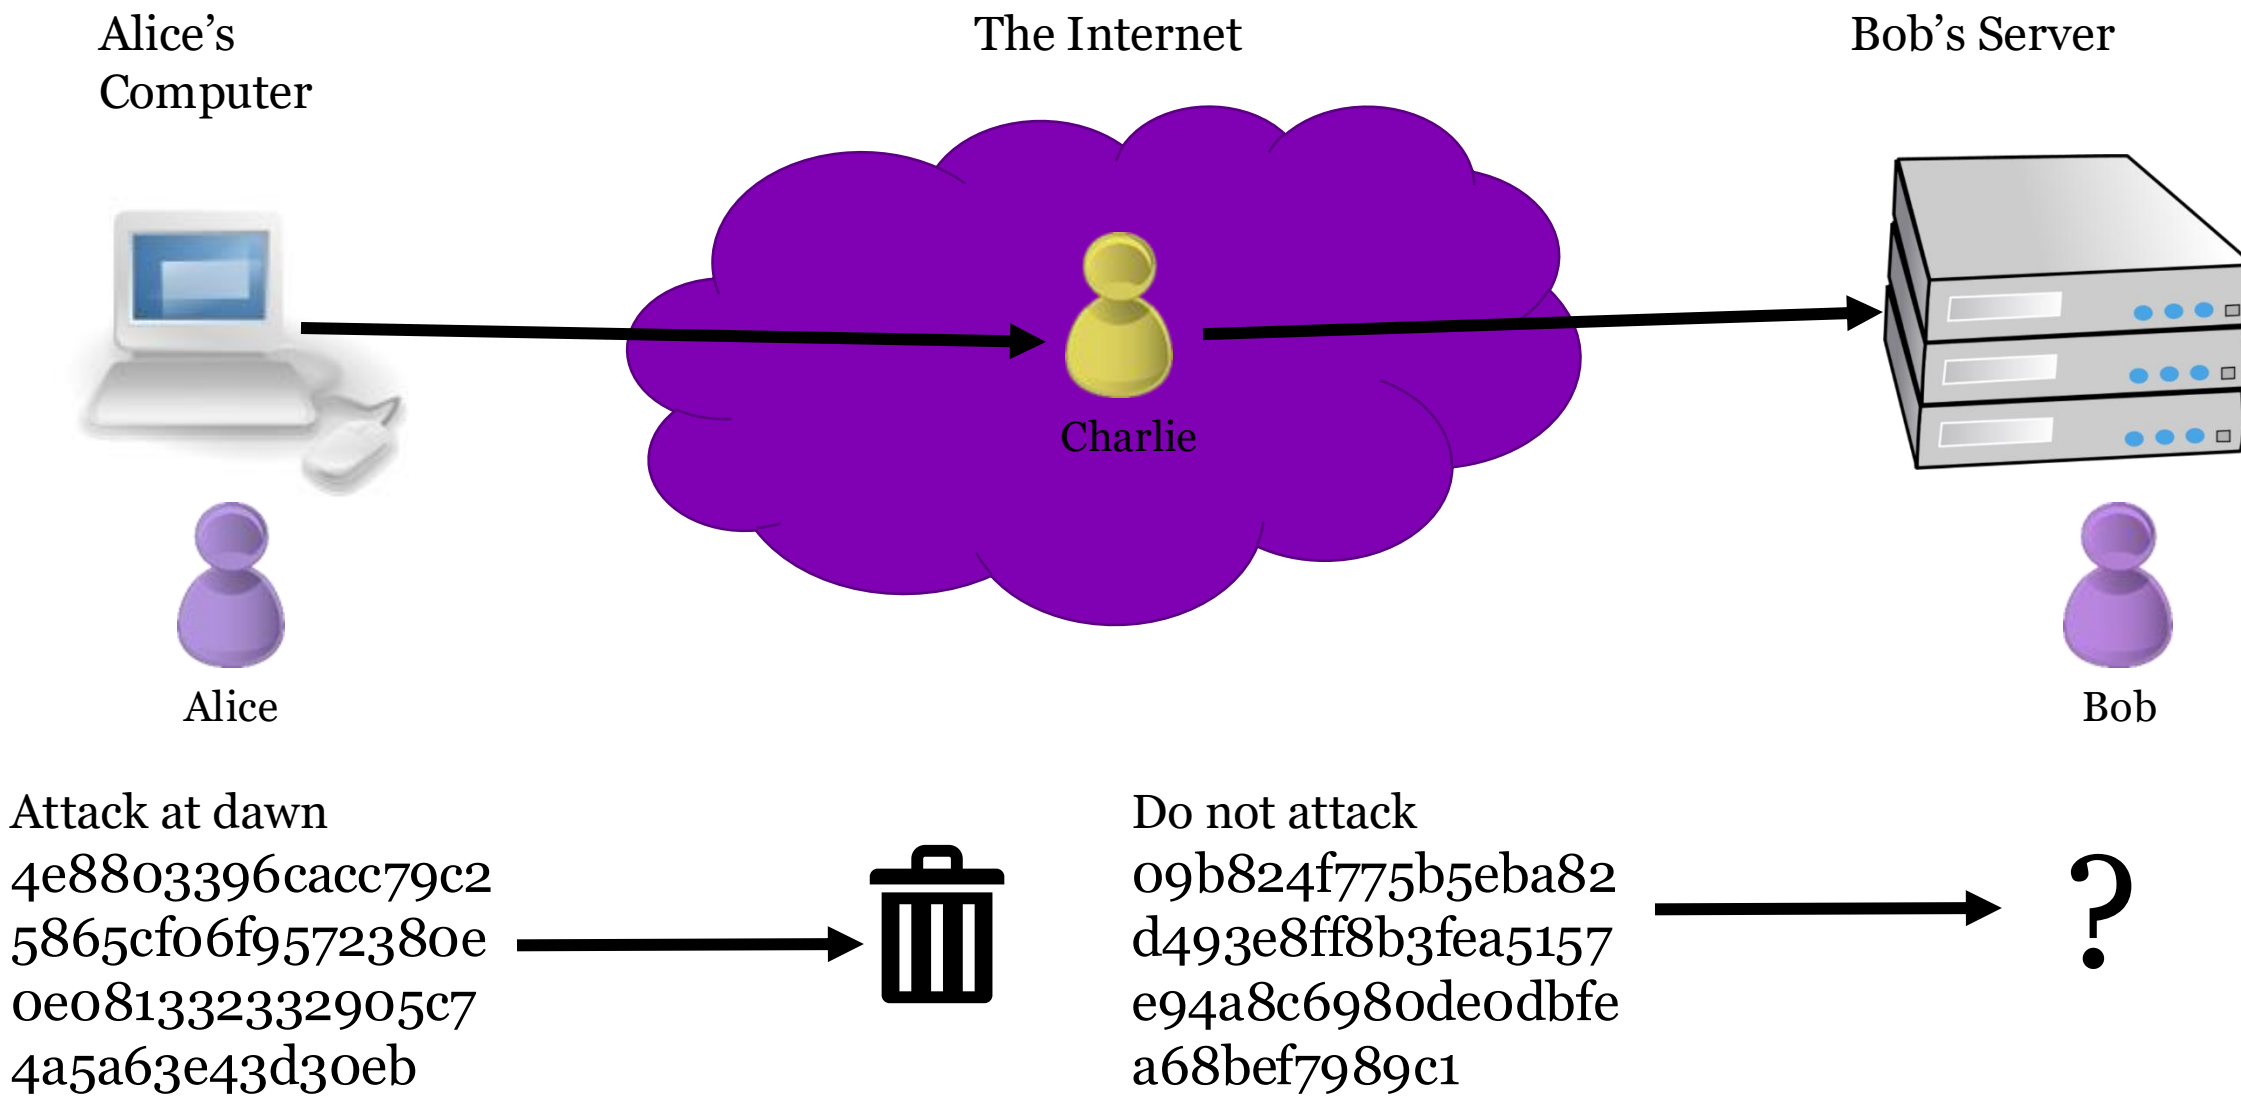 Alice’s
Computer
The Internet
Bob’s Server
Charlie
Alice
Bob
Attack at dawn
4e8803396cacc79c2
5865cf06f9572380e
0e081332332905c7
4a5a63e43d30eb
Do not attack
09b824f775b5eba82
d493e8ff8b3fea5157
e94a8c6980de0dbfe
a68bef7989c1
?